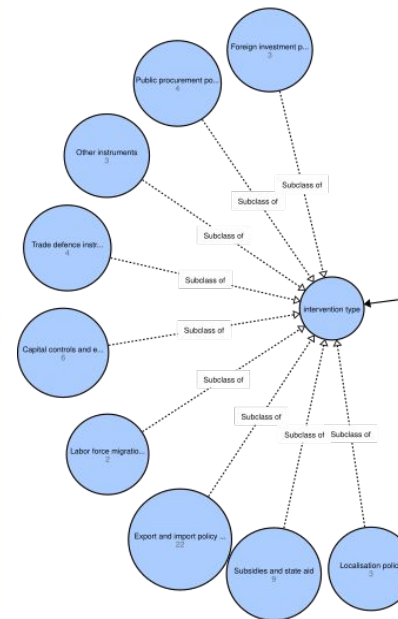 Foreign investment p...
3
Public procurement po...
4
Other instruments
3
Subclass of
Subclass of
Subclass of
Trade defence instr...
4
Subclass of
intervention type
Capital controls and e...
6
Subclass of
Subclass of
Labor force migratio...
2
Subclass of
Subclass of
Subclass of
Export and import policy ...
22
Subsidies and state aid
9
Localisation polic
3